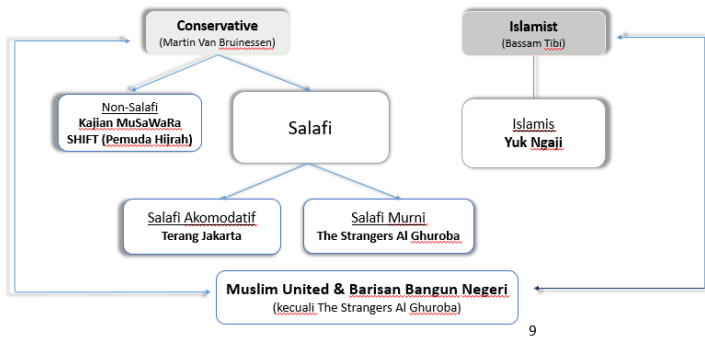 Conservative
(Martin Van Bruinessen)
Islamist
(Bassam Tibi)
Non-Salafi
Kajian MuSaWaRa
SHIFT (Pemuda Hijrah)
Salafi
Islamis
Yuk Ngaji
Salafi Akomodatif
Terang Jakarta
Salafi Murni
The Strangers Al Ghuroba
Muslim United & Barisan Bangun Negeri
(kecuali The Strangers Al Ghuroba)
9